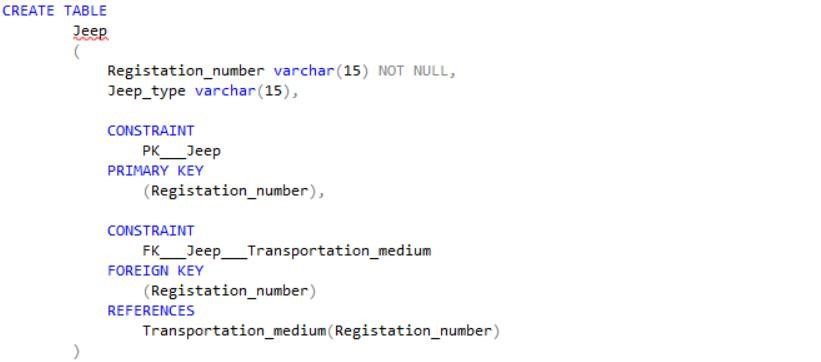 CREATE TABLE
Jeep
(
Registation_number varchar(15) NOT NULL,
Jeep_type varchar(15),
CONSTRAINT
PK___Jeep
PRIMARY KEY
(Registation_number),
CONSTRAINT
FK___Jeep___Transportation_medium
FOREIGN KEY
(Registation_number)
REFERENCES
Transportation_medium(Registation_number)
)